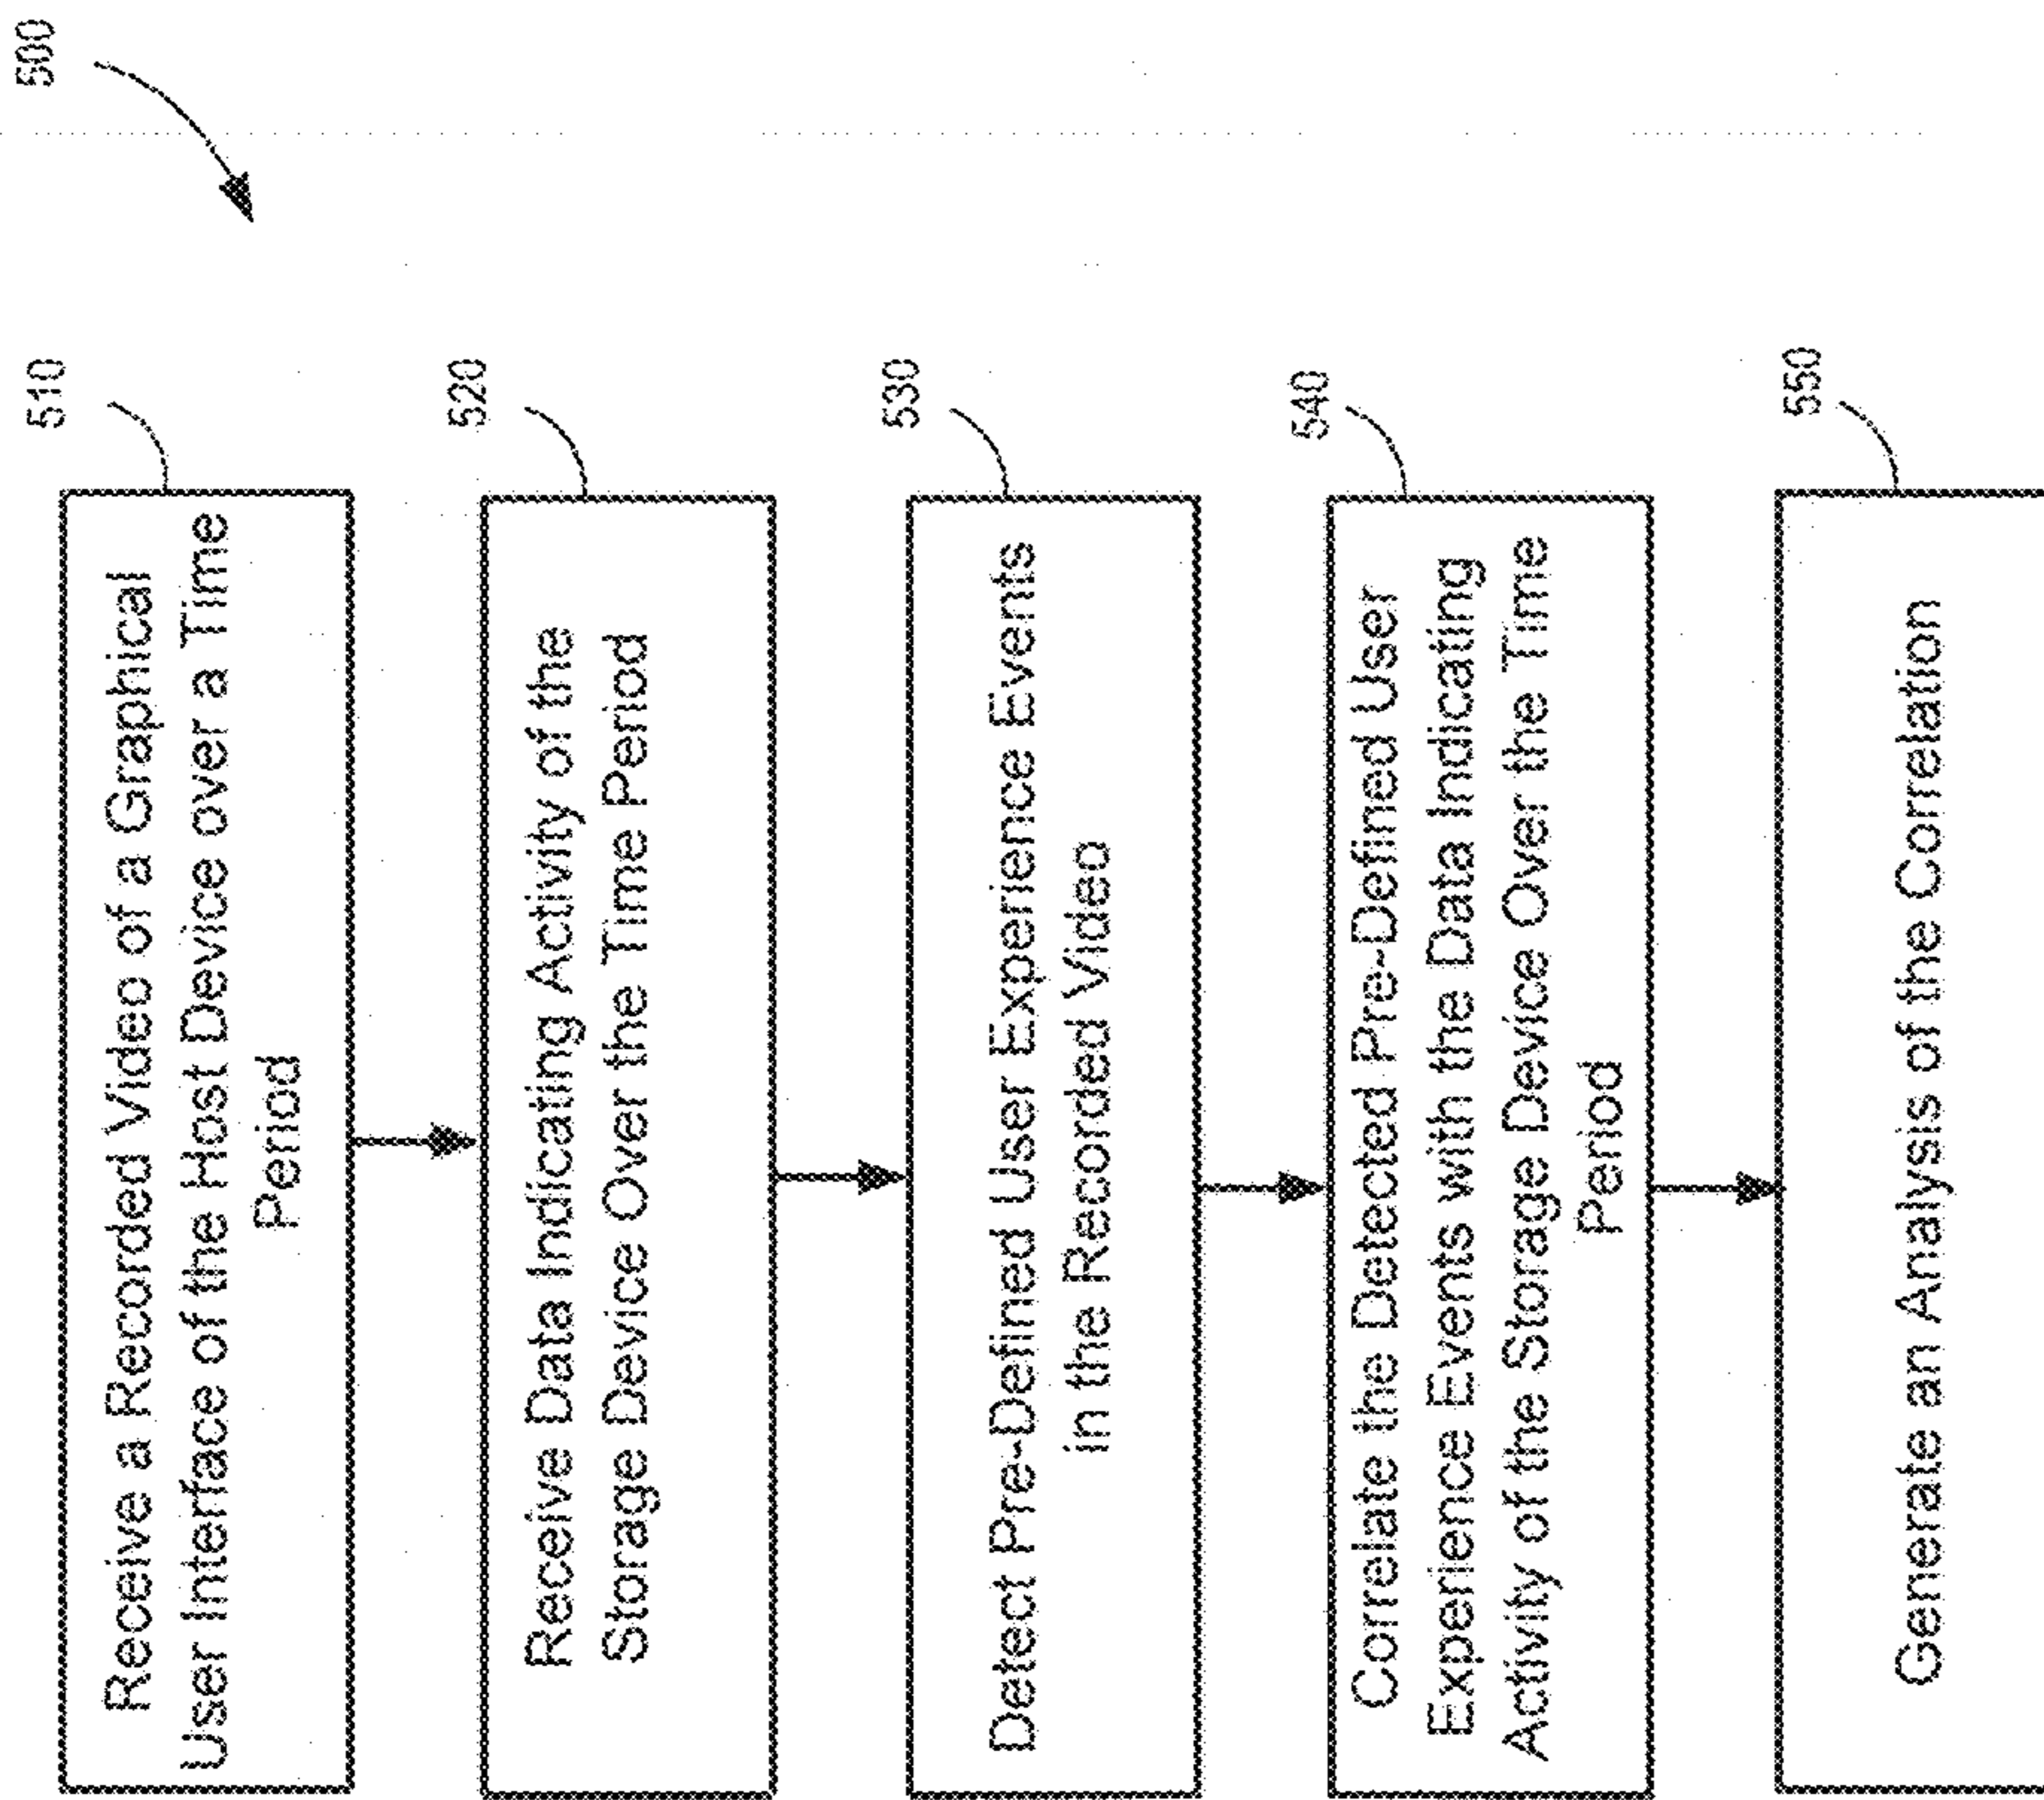 500
510
Receive a Recorded Video of a Graphical
User Interface of the Host Device over a Time
Period
520
Receive Data Indicating Activity of the
Storage Device Over the Time Period
530
Detect Pre-Defined User Experience Events
in the Recorded Video
540
Correlate the Detected Pre-Defined User
Experience Events with the Data Indicating
Activity of the Storage Device Over the Time
Period
550
Generate an Analysis of the Correlation